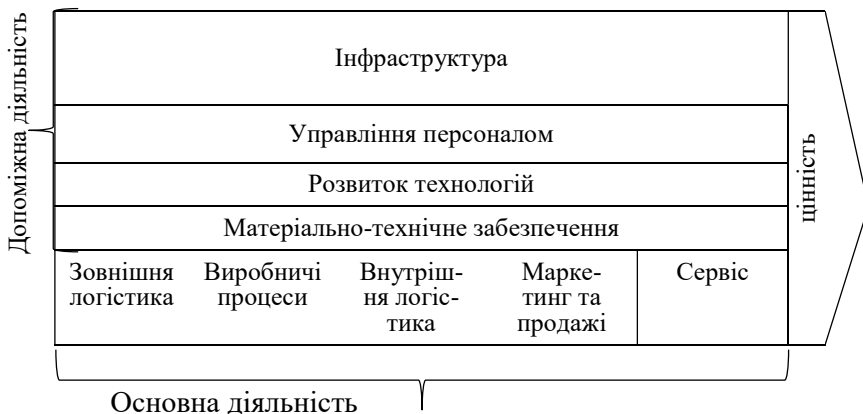 Допоміжна діяльність
Інфраструктура
Управління персоналом
Розвиток технологій
Матеріально-технічне забезпечення
цінність
Зовнішня
логістика
Виробничі
процеси
Внутріш-
ня логіс-
тика
Марке-
тинг та
продажі
Сервіс
Основна діяльність